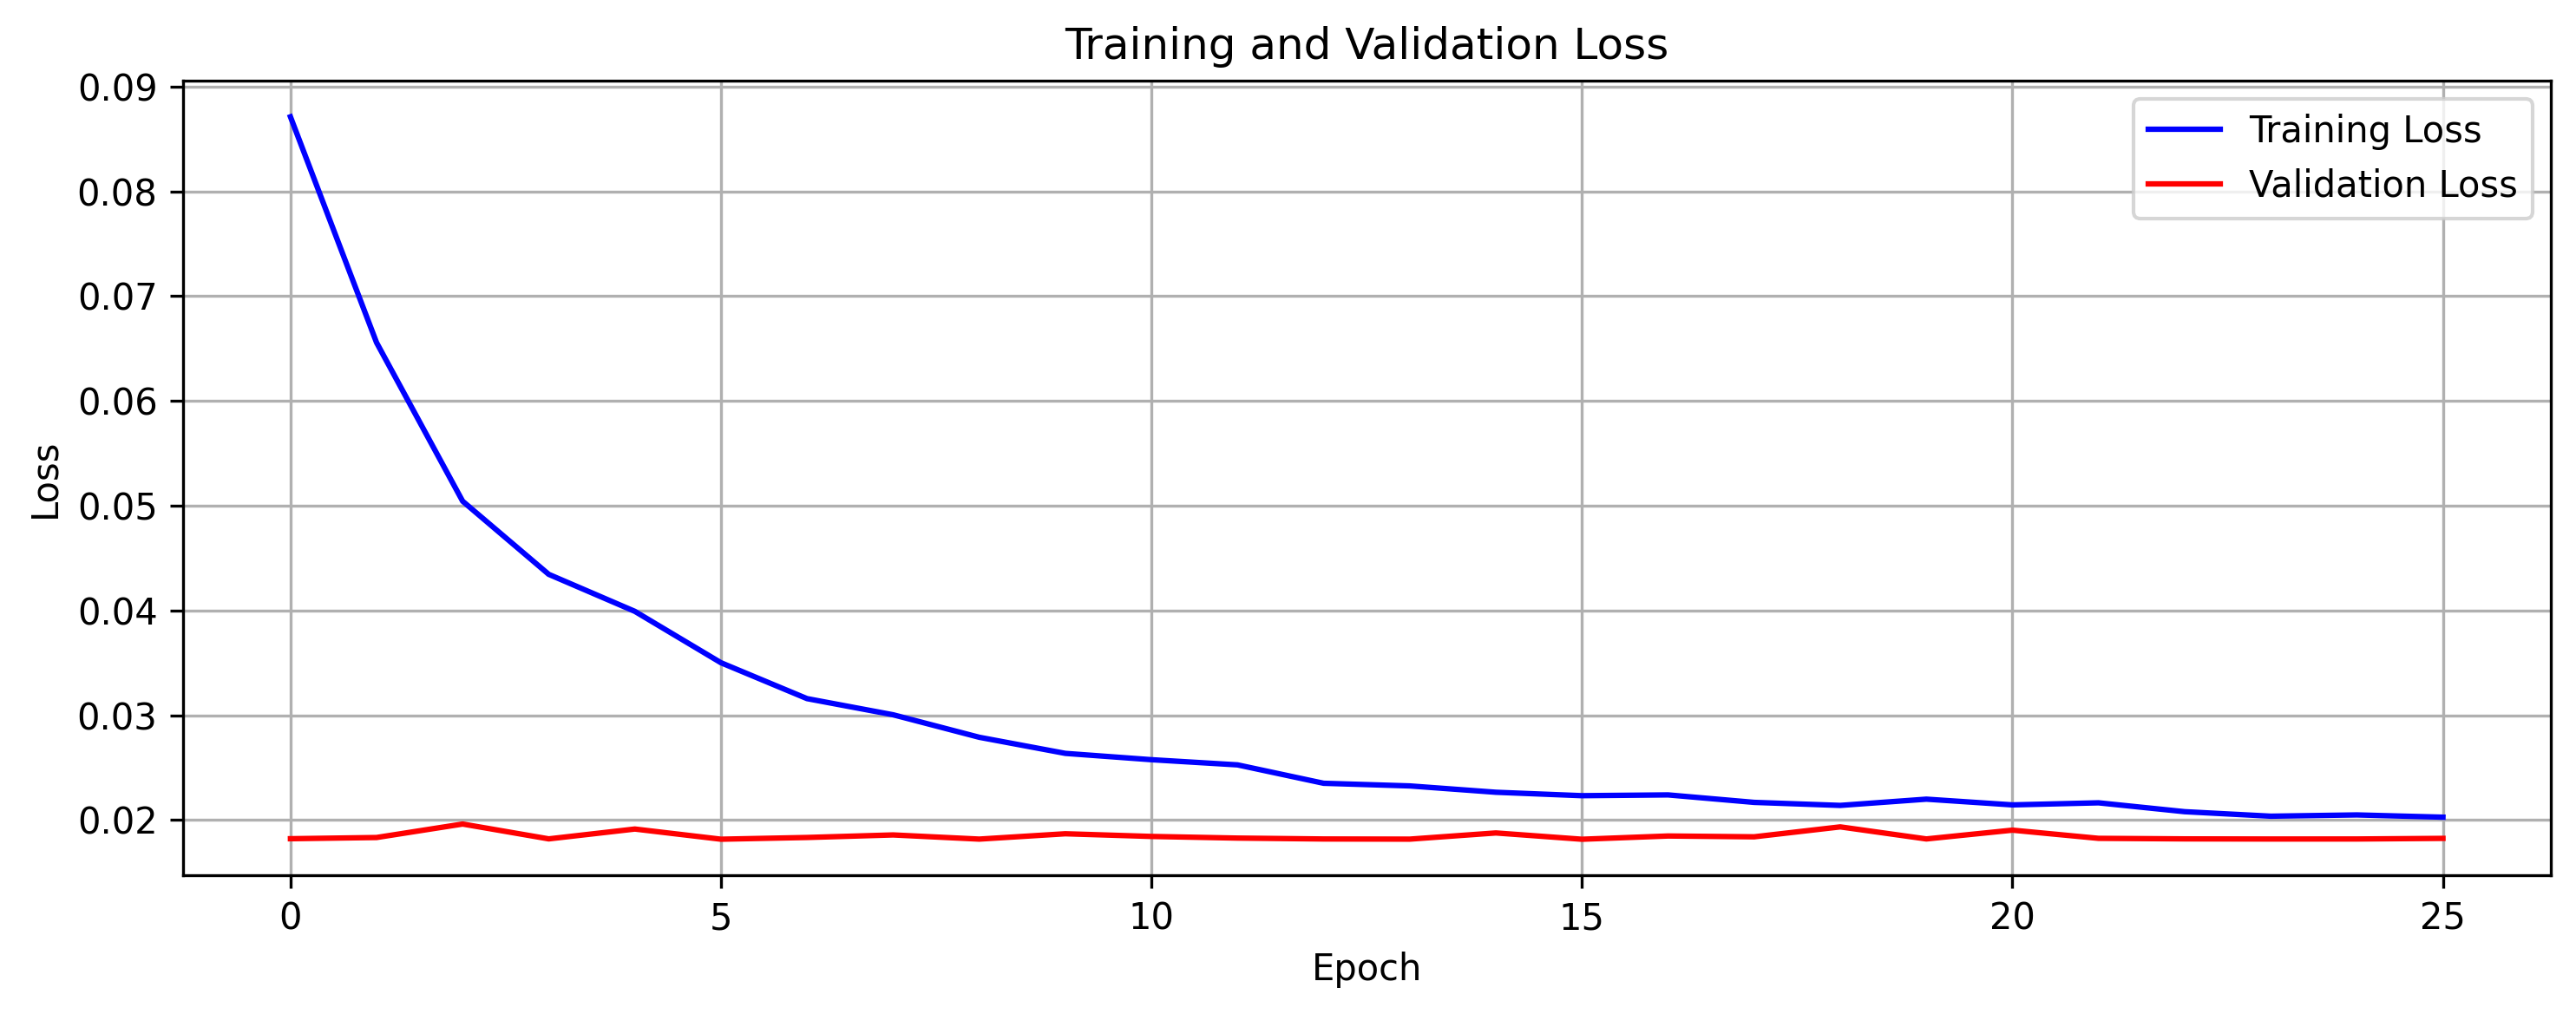 Training and Validation Loss
0.09
0.08
0.07
0.06
0.05
0.04
0.03
0.02
Loss
Training Loss
Validation Loss
0 5 10 15 20 25
Epoch